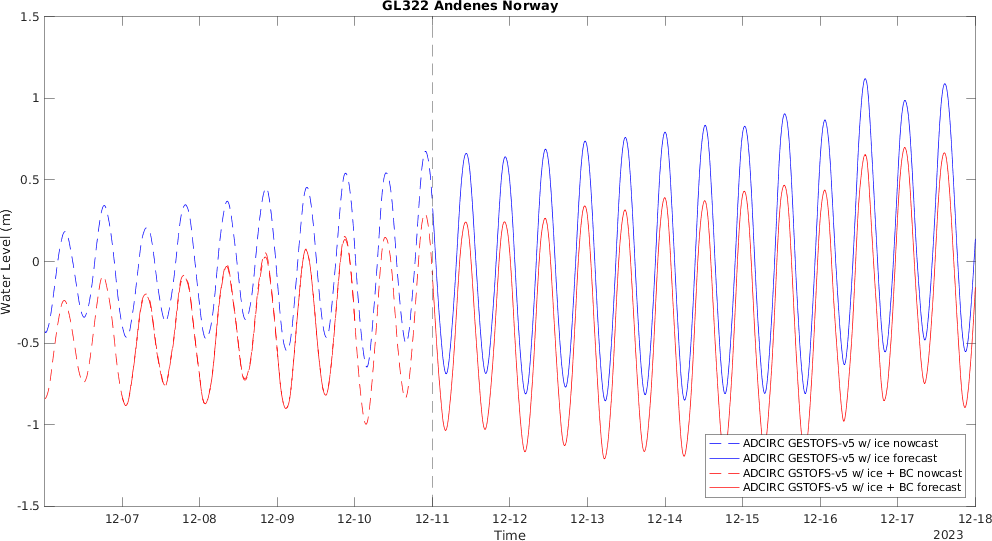 GL322 Andenes Norway
1.5
1
0.5
0
-0.5
-1
-1.5
Water Level (m)
12-07 12-08 12-09 12-10 12-11 12-12 12-13 12-14 12-15 12-16 12-17 12-18
Time
2023
ADCIRC GESTOFS-v5 w/ ice nowcast
ADCIRC GESTOFS-v5 w/ ice forecast
ADCIRC GSTOFS-v5 w/ ice + BC nowcast
ADCIRC GSTOFS-v5 w/ ice + BC forecast